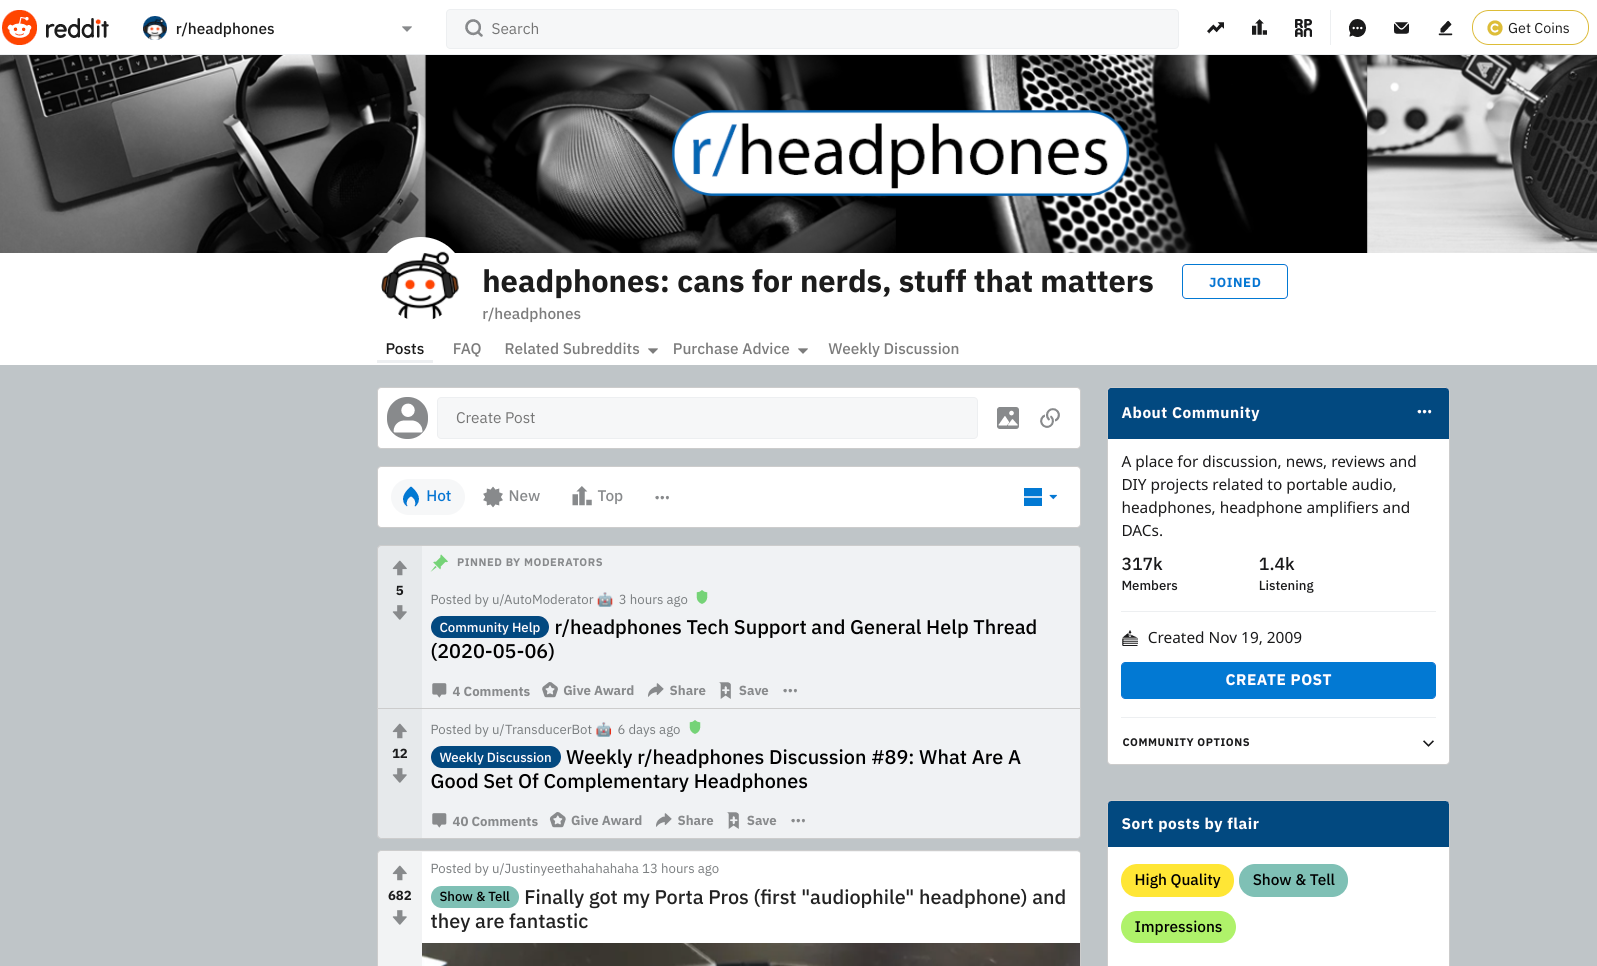 reddit
r/headphones
Search
RP
AN
Get Coins
r/headphones
headphones: cans for nerds, stuff that matters
JOINED
r/headphones
Posts FAQ Related Subreddits Purchase Advice Weekly Discussion
Create Post
Hot New Top
PINNED BY MODERATORS
5
Posted by u/AutoModerator 3 hours ago
Community Help r/headphones Tech Support and General Help Thread
(2020-05-06)
4 Comments Give Award Share Save
12
Posted by u/TransducerBot 6 days ago
Weekly Discussion Weekly r/headphones Discussion #89: What Are A
Good Set Of Complementary Headphones
40 Comments Give Award Share Save
682
Posted by u/Justinyeethahahahaha 13 hours ago
Show & Tell Finally got my Porta Pros (first "audiophile" headphone) and
they are fantastic
About Community
A place for discussion, news, reviews and
DIY projects related to portable audio,
headphones, headphone amplifiers and
DACs.
317k 1.4k
Members Listening
Created Nov 19, 2009
CREATE POST
COMMUNITY OPTIONS
Sort posts by flair
High Quality Show & Tell
Impressions